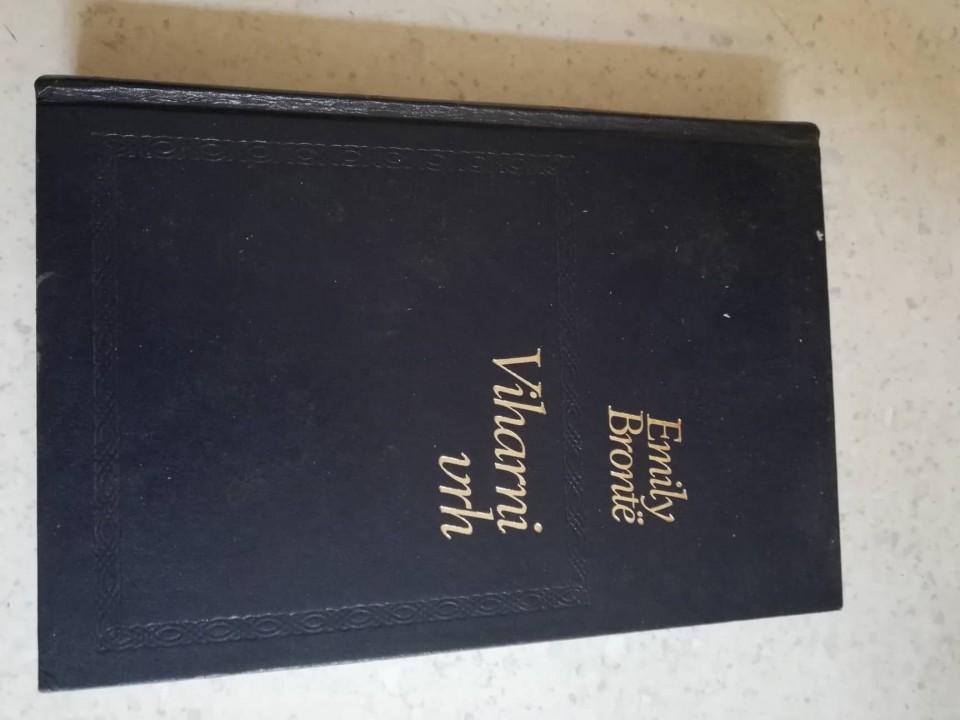 Emily
Brontë
Viharni
vrh